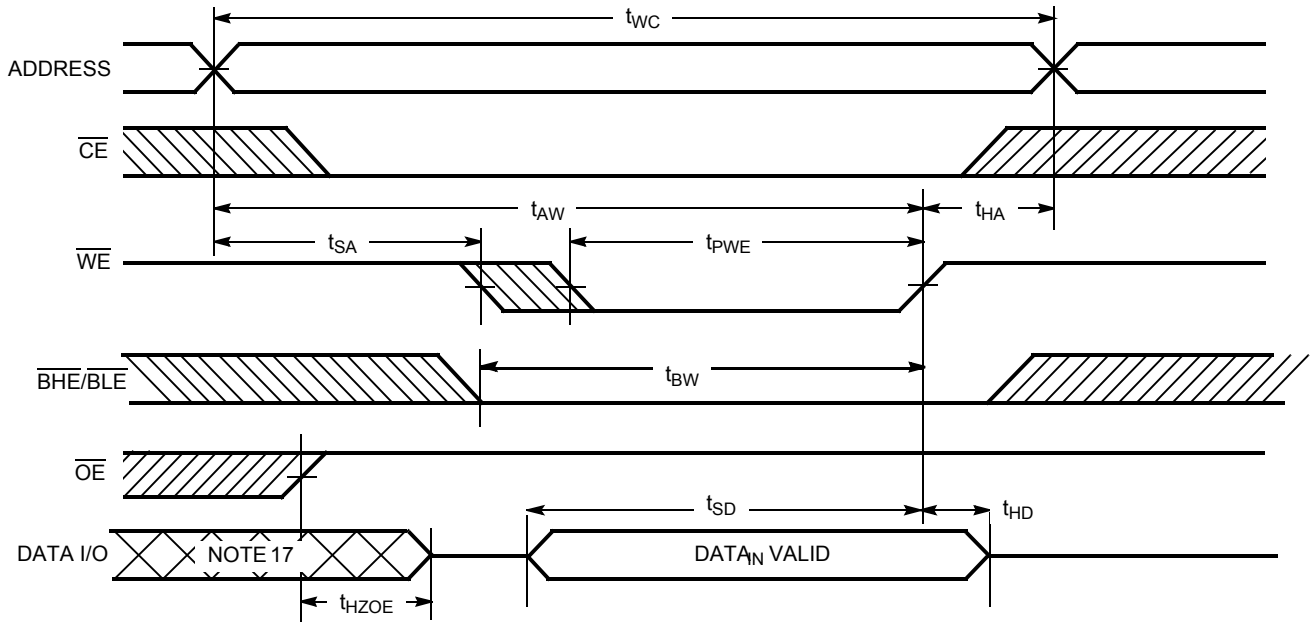 tWC
ADDRESS
CE
tAW
tHA
tSA
tPWE
WE
tBW
BHE/BLE
OE
tSD
tHD
DATA I/O
NOTE 17
DATAIN VALID
tHZOE